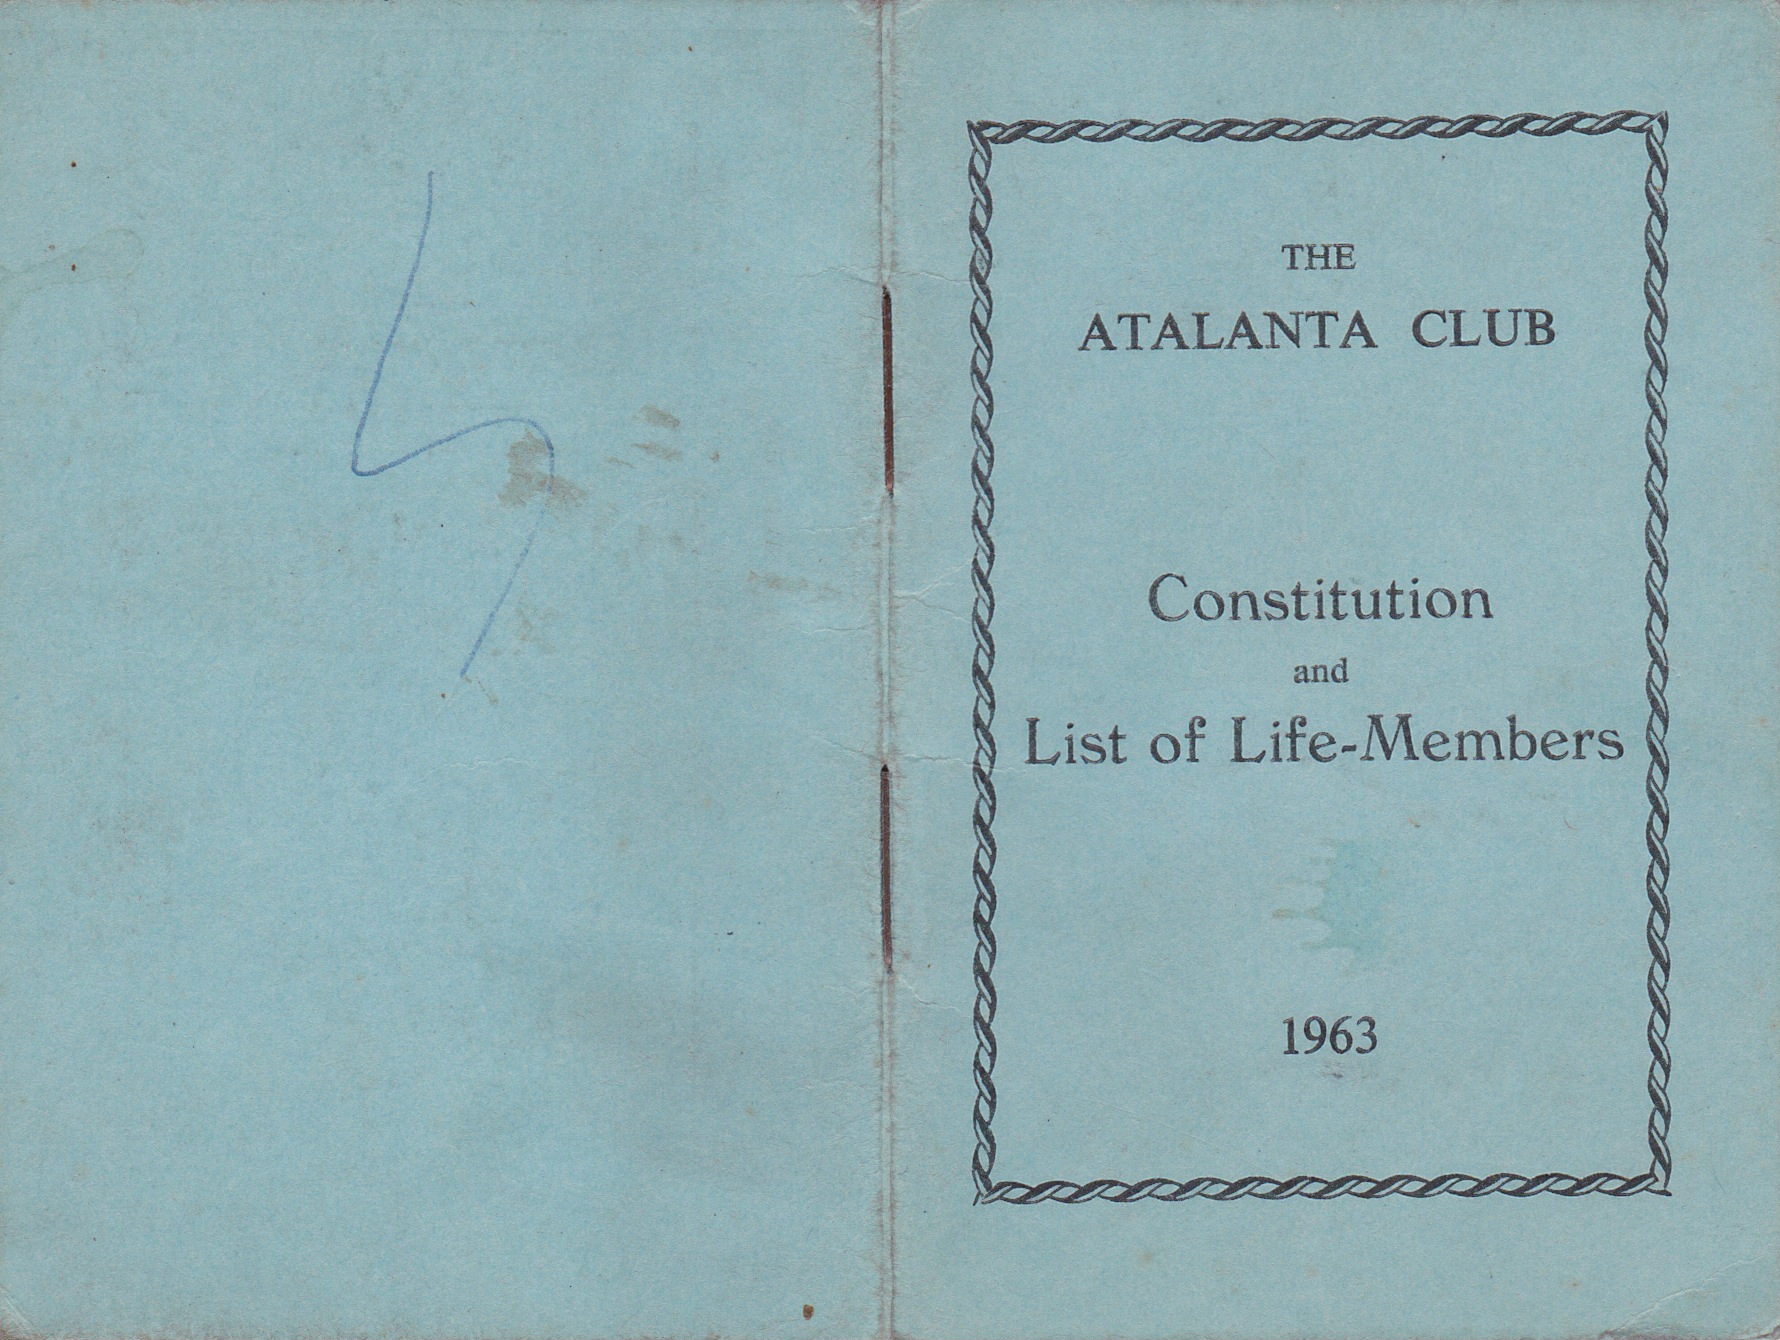 THE
ATALANTA CLUB
Constitution
and
List of Life-Members
1963